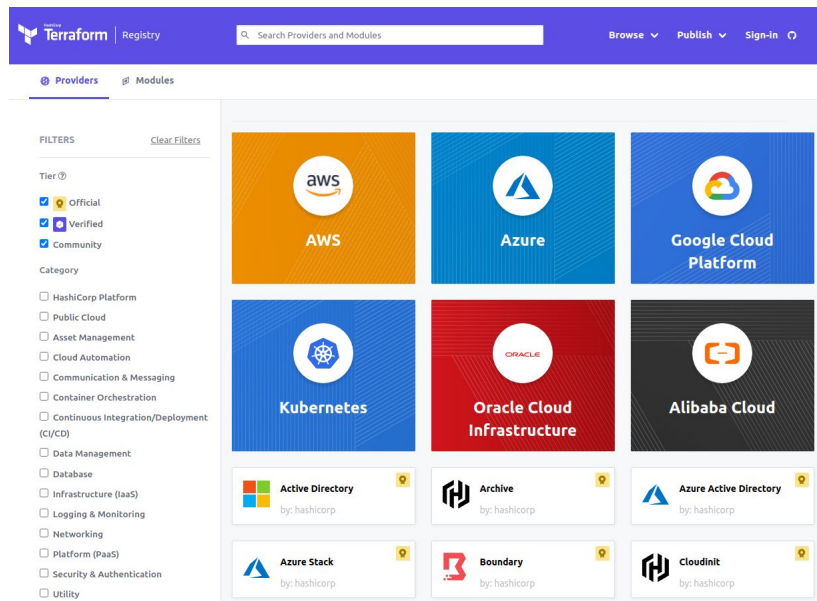 HashiCorp
Terraform
Registry
Search Providers and Modules
Browse
Publish
Sign-in
Providers
Modules
FILTERS
Clear Filters
Tier
Official
Verified
Community
Category
HashiCorp Platform
Public Cloud
Asset Management
Cloud Automation
Communication & Messaging
Container Orchestration
Continuous Integration/Deployment
(CI/CD)
Data Management
Database
Infrastructure (IaaS)
Logging & Monitoring
Networking
Platform (PaaS)
Security & Authentication
Utility
aws
AWS
Azure
Google Cloud
Platform
Kubernetes
ORACLE
Oracle Cloud
Infrastructure
Alibaba Cloud
Active Directory
by: hashicorp
Archive
by: hashicorp
Azure Active Directory
by: hashicorp
Azure Stack
by: hashicorp
Boundary
by: hashicorp
Cloudinit
by: hashicorp